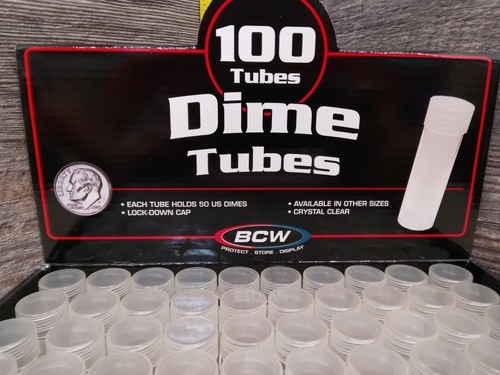 100
Tubes
Dime
Tubes
• EACH TUBE HOLDS 50 US DIMES
• LOCK-DOWN CAP
• AVAILABLE IN OTHER SIZES
• CRYSTAL CLEAR
LIBERTY
BCW
PROTECT . STORE . DISPLAY